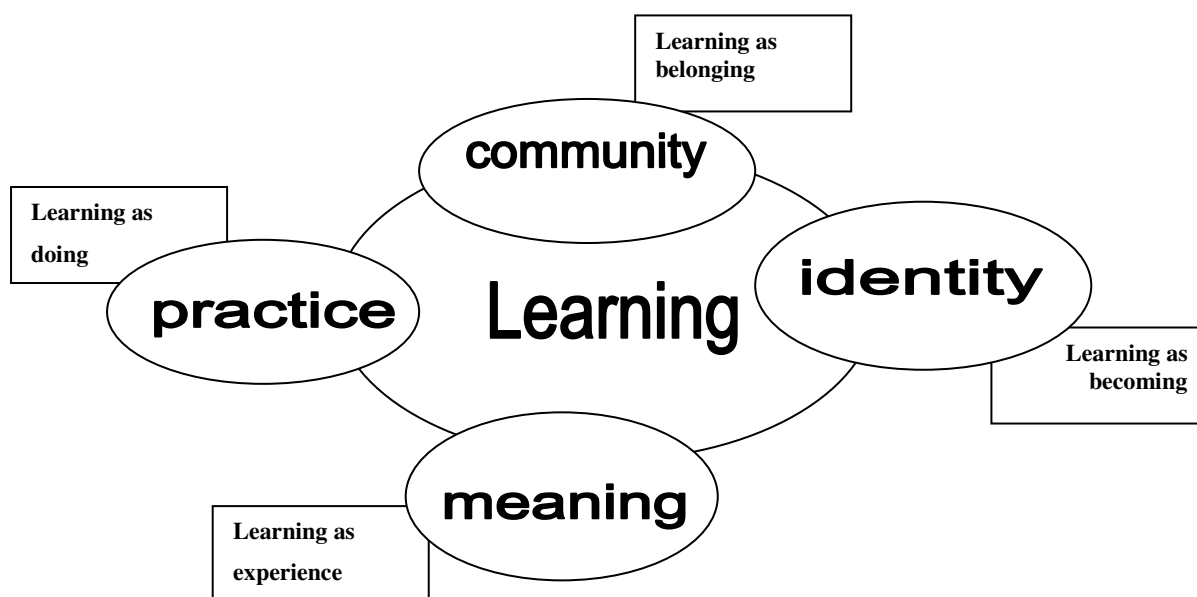 Learning as
belonging
community
Learning as
doing
practice
Learning
identity
Learning as
becoming
meaning
Learning as
experience